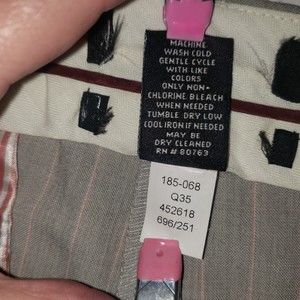 MACHINE
WASH COLD
GENTLE CYCLE
WITH LIKE
COLORS
ONLY NON-
CHLORINE BLEACH
WHEN NEEDED
TUMBLE DRY LOW
COOL IRON IF NEEDED
MAY BE
DRY CLEANED
RN # 80763
185-068
Q35
452618
696/251